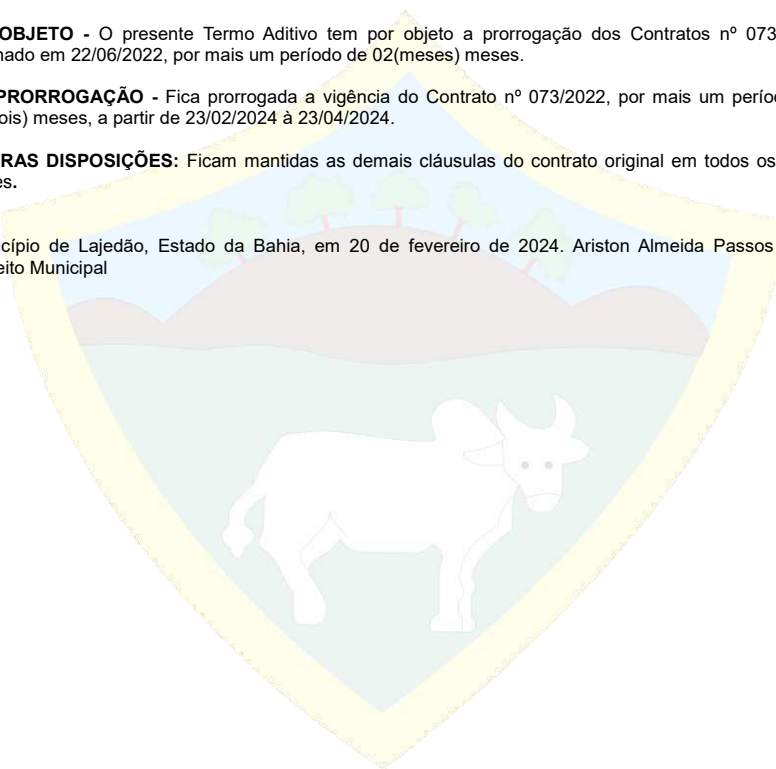 OBJETO - O presente Termo Aditivo tem por objeto a prorrogação dos Contratos nº 073
nado em 22/06/2022, por mais um período de 02(meses) meses.
PRORROGAÇÃO - Fica prorrogada a vigência do Contrato nº 073/2022, por mais um períod
ois) meses, a partir de 23/02/2024 à 23/04/2024.
TRAS DISPOSIÇÕES: Ficam mantidas as demais cláusulas do contrato original em todos os
es.
cípio de Lajedão, Estado da Bahia, em 20 de fevereiro de 2024. Ariston Almeida Passos
eito Municipal